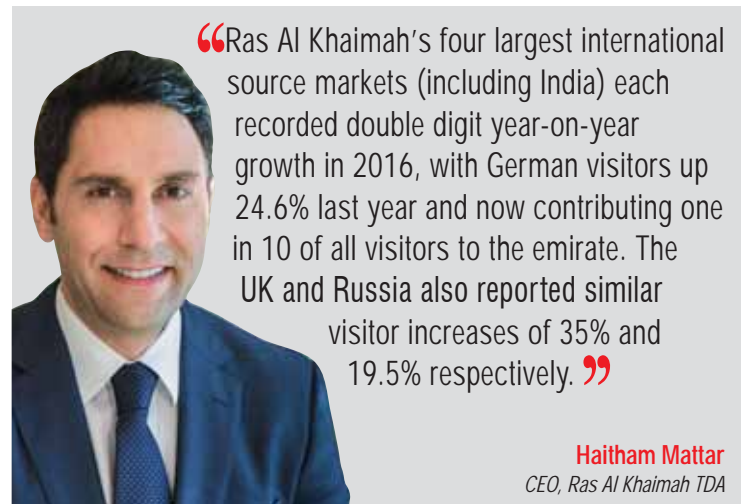 “Ras Al Khaimah’s four largest international
source markets (including India) each
recorded double digit year-on-year
growth in 2016, with German visitors up
24.6% last year and now contributing one
in 10 of all visitors to the emirate. The
UK and Russia also reported similar
visitor increases of 35% and
19.5% respectively. ”
Haitham Mattar
CEO, Ras Al Khaimah TDA